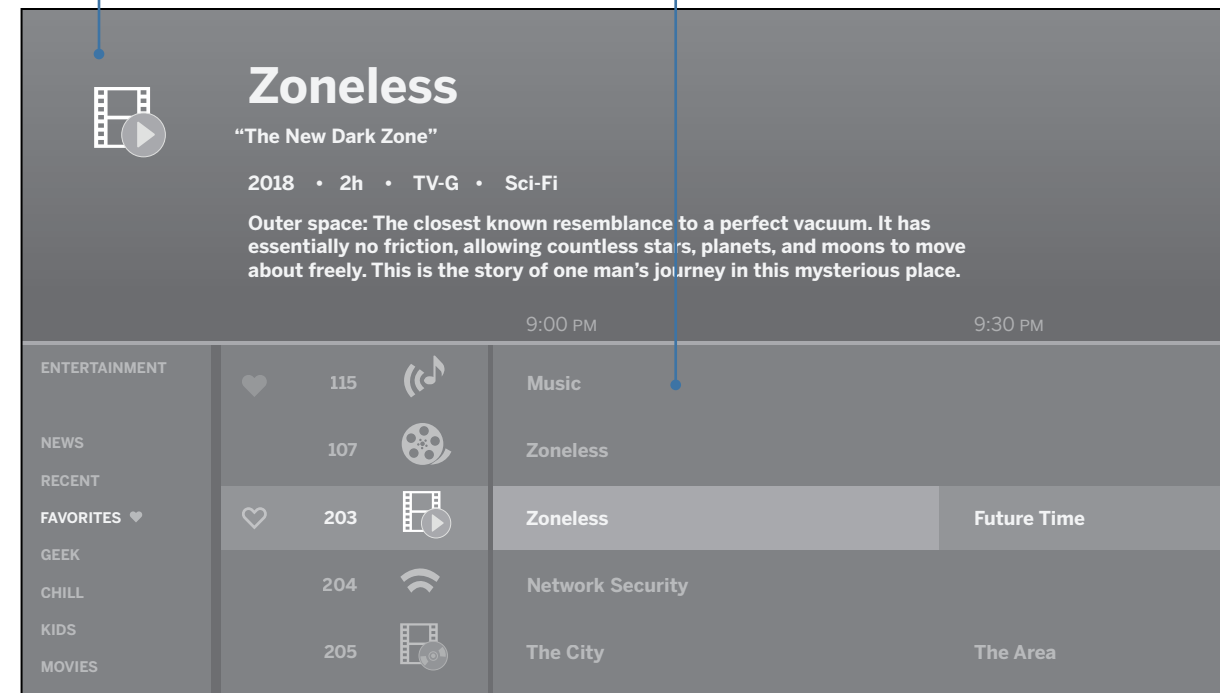 Zoneless
“The New Dark Zone”
2018 • 2h • TV-G • Sci-Fi
Outer space: The closest known resemblance to a perfect vacuum. It has
essentially no friction, allowing countless stars, planets, and moons to move
about freely. This is the story of one man’s journey in this mysterious place.
9:00 PM 9:30 PM
ENTERTAINMENT
NEWS
RECENT
FAVORITES
GEEK
CHILL
KIDS
MOVIES
115 Music
107 Zoneless
203 Zoneless Future Time
204 Network Security
205 The City The Area